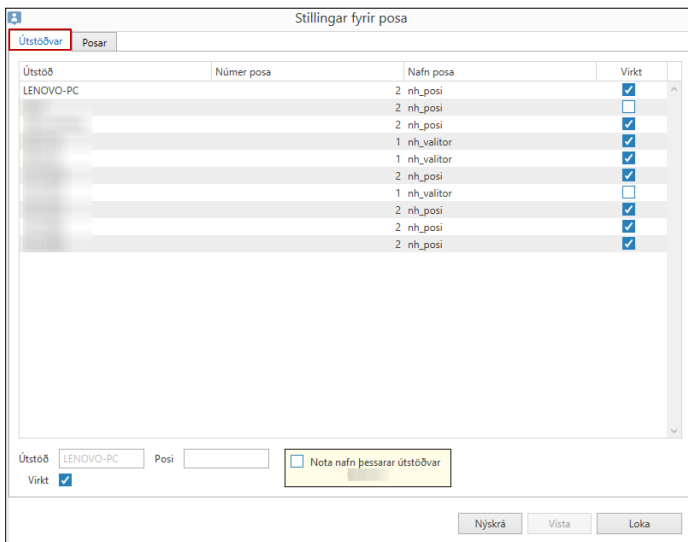 Stillingar fyrir posa
Útstöðvar Posar
Útstöð Númer posa Nafn posa Virkt
LENOVO-PC 2 nh_posi
2 nh_posi
2 nh_posi
1 nh_valitor
1 nh_valitor
2 nh_posi
1 nh_valitor
2 nh_posi
2 nh_posi
2 nh_posi
Útstöð LENOVO-PC Posi Nota nafn þessarar útstöðvar
Virkt
Nýskrá Vista Loka